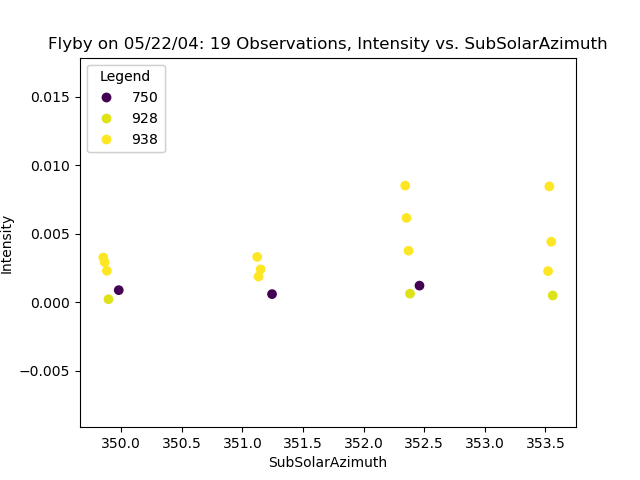 Flyby on 05/22/04: 19 Observations, Intensity vs. SubSolarAzimuth
Legend
750
928
938
0.015
0.010
0.005
0.000
−0.005
Intensity
350.0 350.5 351.0 351.5 352.0 352.5 353.0 353.5
SubSolarAzimuth